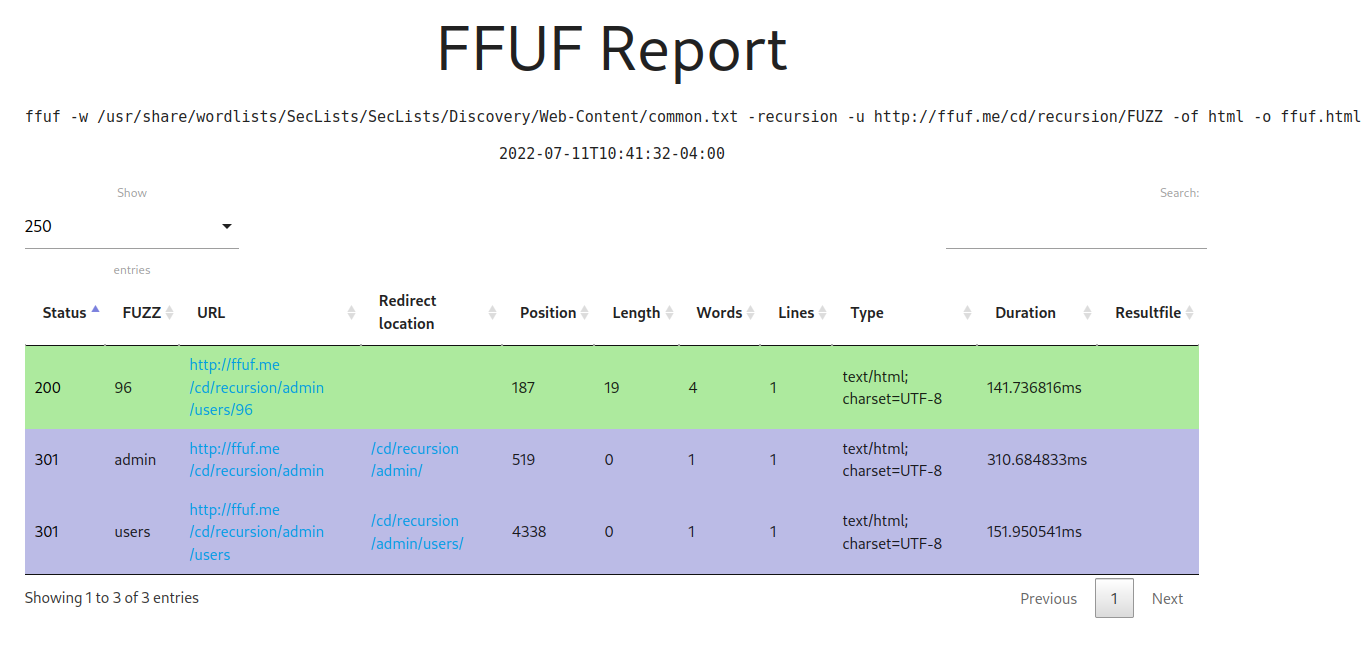 FFUF Report
ffuf -w /usr/share/wordlists/SecLists/SecLists/Discovery/Web-Content/common.txt -recursion -u http://ffuf.me/cd/recursion/FUZZ -of html -o ffuf.html
2022-07-11T10:41:32-04:00
Show
Search:
250
entries
Status FUZZ URL Redirect location Position Length Words Lines Type Duration Resultfile
200 96 http://ffuf.me/cd/recursion/admin/users/96 187 19 4 1 text/html; charset=UTF-8 141.736816ms
301 admin http://ffuf.me/cd/recursion/admin /cd/recursion/admin/ 519 0 1 1 text/html; charset=UTF-8 310.684833ms
301 users http://ffuf.me/cd/recursion/admin/users /cd/recursion/admin/users/ 4338 0 1 1 text/html; charset=UTF-8 151.950541ms
Showing 1 to 3 of 3 entries
Previous 1 Next